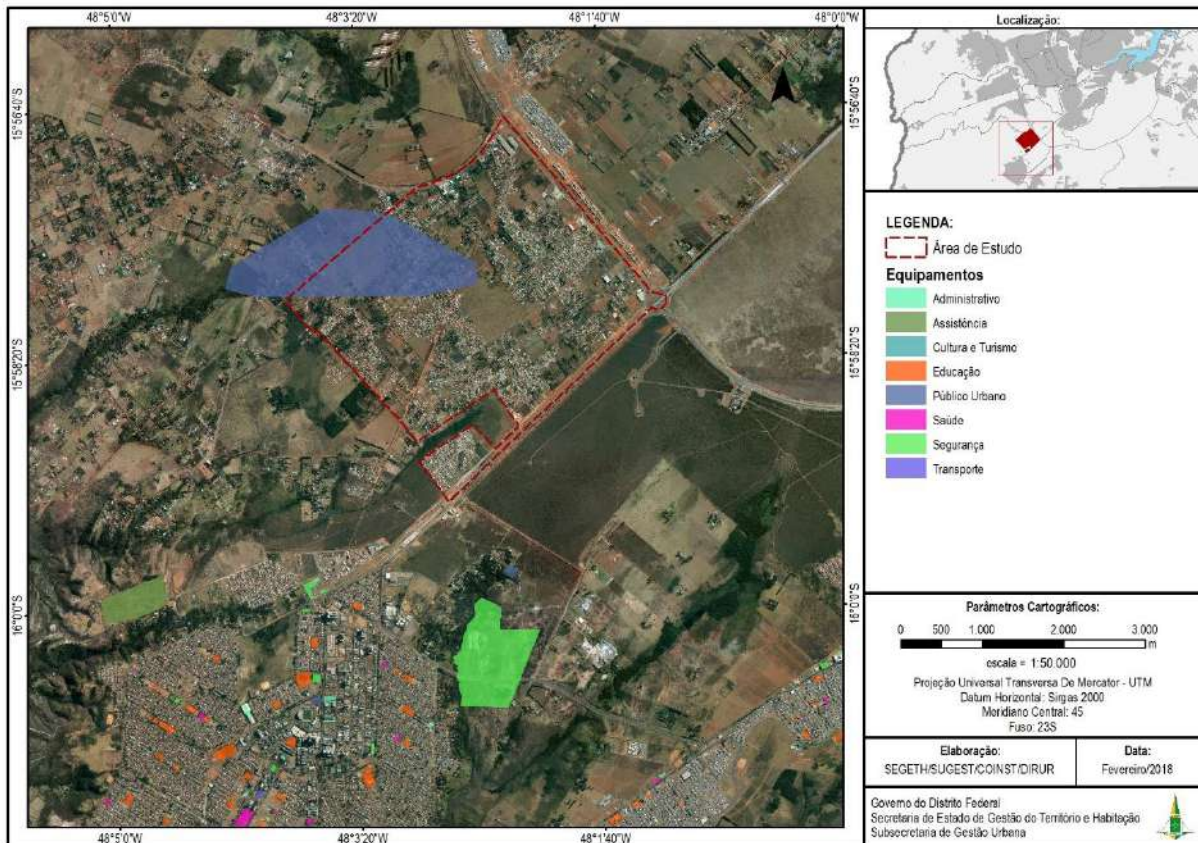 48°5'0"W
48°3'20"W
48°1'40"W
48°0'0"W
15°56'40"S
15°58'20"S
16°0'0"S
15°56'40"S
15°58'20"S
16°0'0"S
48°5'0"W
48°3'20"W
48°1'40"W
Localização:
LEGENDA:
Área de Estudo
Equipamentos
Administrativo
Assistência
Cultura e Turismo
Educação
Público Urbano
Saúde
Segurança
Transporte
Parâmetros Cartográficos:
0 500 1.000 2.000 3.000
m
escala = 1:50.000
Projeção Universal Transversa De Mercator - UTM
Datum Horizontal: Sirgas 2000
Meridiano Central: 45
Fuso: 23S
Elaboração:
SEGETH/SUGEST/COINST/DIRUR
Data:
Fevereiro/2018
Governo do Distrito Federal
Secretaria de Estado de Gestão do Território e Habitação
Subsecretaria de Gestão Urbana